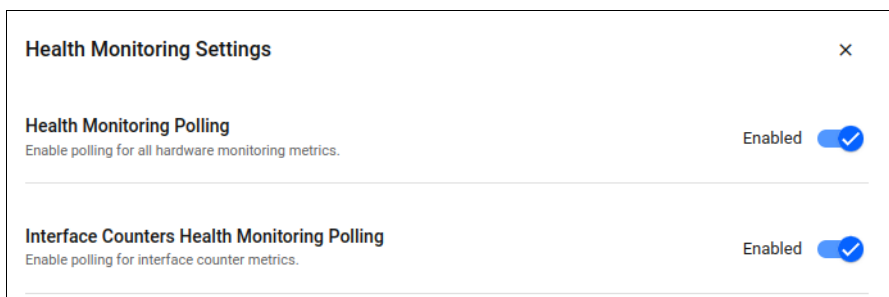 Health Monitoring Settings
Health Monitoring Polling
Enable polling for all hardware monitoring metrics.
Enabled
Interface Counters Health Monitoring Polling
Enable polling for interface counter metrics.
Enabled